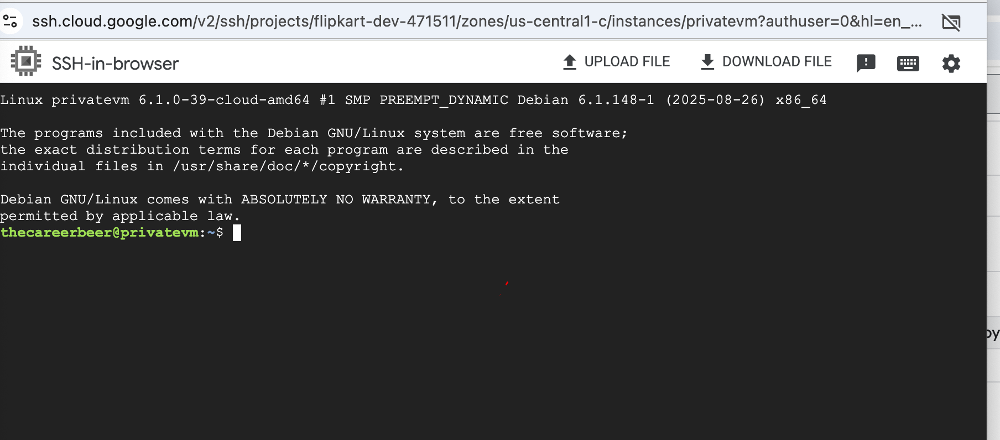 ssh.cloud.google.com/v2/ssh/projects/flipkart-dev-471511/zones/us-central1-c/instances/privatevm?authuser=0&hl=en_...
SSH-in-browser
UPLOAD FILE
DOWNLOAD FILE
Linux privatevm 6.1.0-39-cloud-amd64 #1 SMP PREEMPT_DYNAMIC Debian 6.1.148-1 (2025-08-26) x86_64
The programs included with the Debian GNU/Linux system are free software;
the exact distribution terms for each program are described in the
individual files in /usr/share/doc/*/copyright.
Debian GNU/Linux comes with ABSOLUTELY NO WARRANTY, to the extent
permitted by applicable law.
thecareerbeer@privatevm:~$